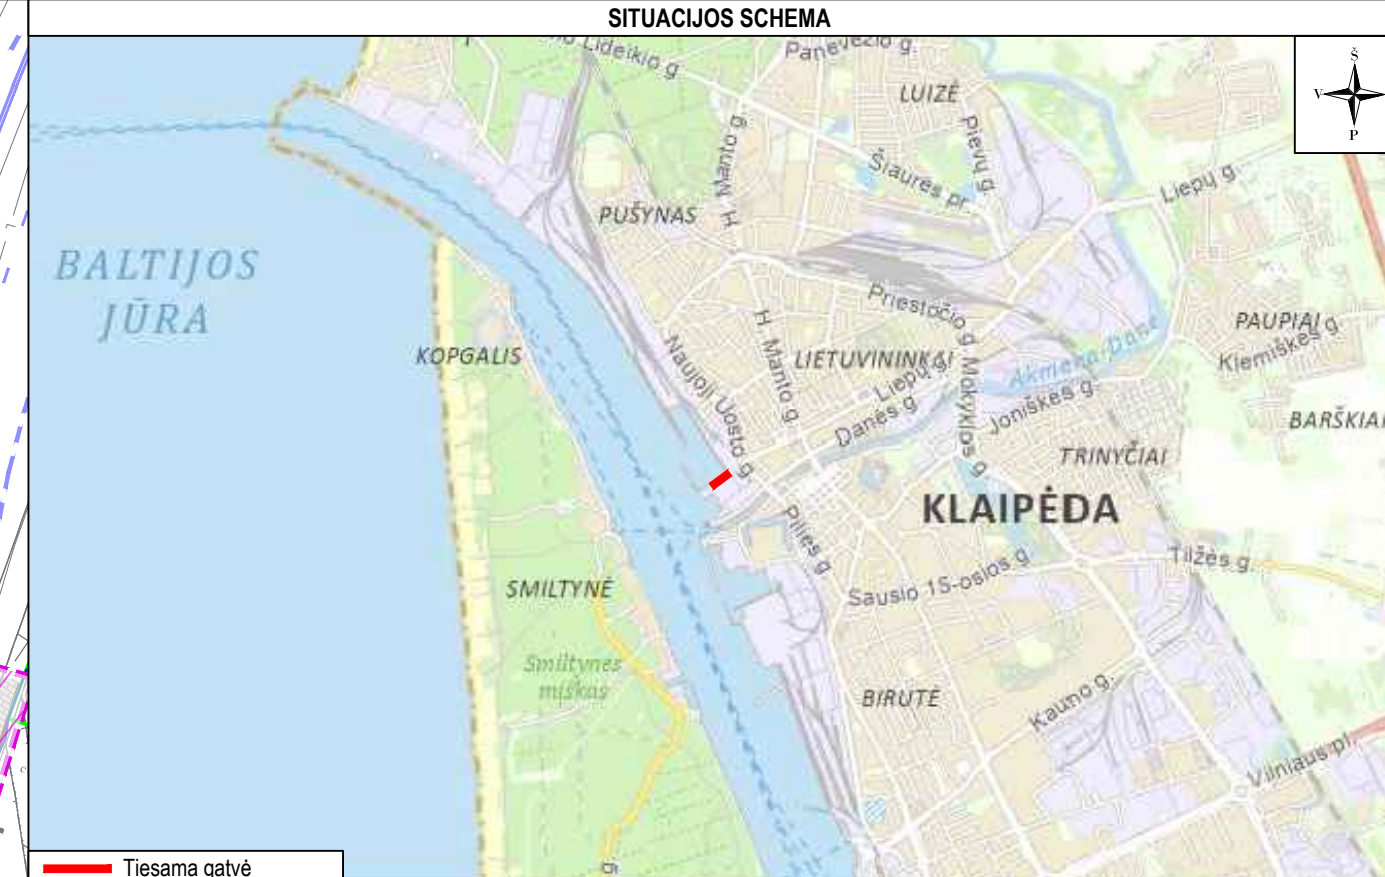 SITUACIJOS SCHEMA
Lideikio g
Panevėžio g.
Š
V
P
LUIZĖ
H. Manto g.
Pievų g
Šiaurės pr.
Liepų g.
PUŠYNAS
BALTIJOS
JŪRA
Priestočio g
PAUPIAI
Kiemiškės g.
KOPGALIS
Naujoji Uosto g
H. Manto g
LIETUVININKAI
Liepų g.
Mokyklos g
Akmena-Danė
Joniškės g.
Danės g
BARŠKIAI
TRINYČIAI
KLAIPĖDA
Pilies g
Tilžės g
Sausio 15-osios g
SMILTYNĖ
Smiltynės
miškas
BIRUTĖ
Kauno g.
Vilniaus pl.
Tiesama gatvė